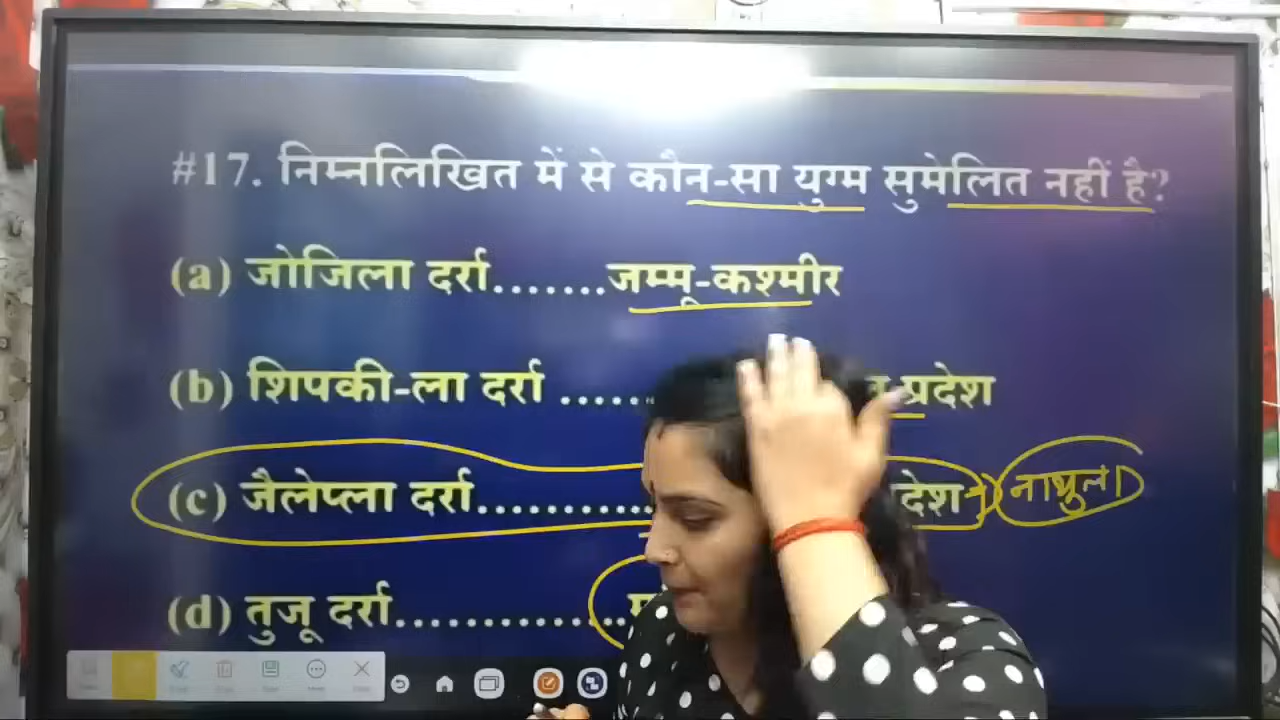 #17. निम्नलिखित में से कौन-सा युग्म सुमेलित नहीं है?
(a) जोजिला दर्रा.......जम्मू-कश्मीर
(b) शिपकी-ला दर्रा ...... प्रदेश
(c) जैलेप्ला दर्रा............ देश नाथुला
(d) तुजू दर्रा..............